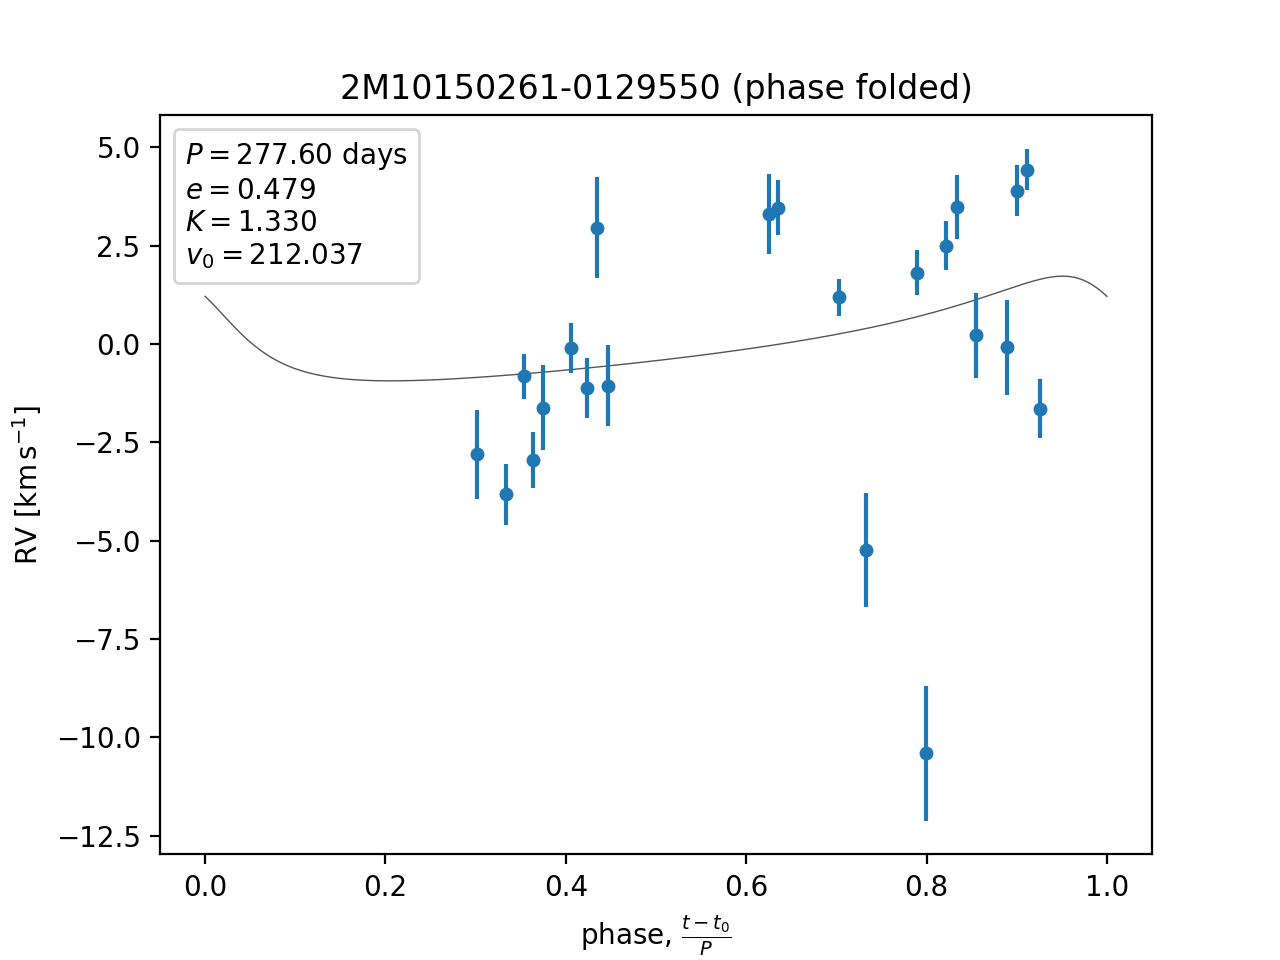 2M10150261-0129550 (phase folded)
P = 277.60 days
e = 0.479
K = 1.330
v₀ = 212.037
RV [km s⁻¹]
5.0
2.5
0.0
−2.5
−5.0
−7.5
−10.0
−12.5
0.0 0.2 0.4 0.6 0.8 1.0
phase, (t − t₀)/P